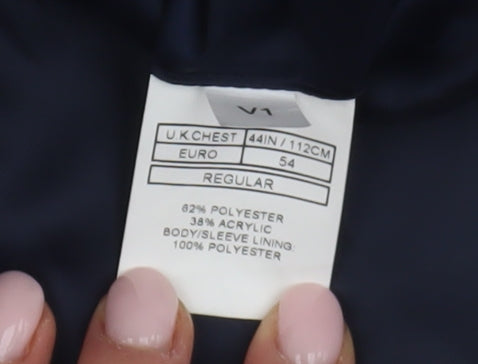 V1
U.K.CHEST 44IN / 112CM
EURO 54
REGULAR
62% POLYESTER
38% ACRYLIC
BODY/SLEEVE LINING
100% POLYESTER